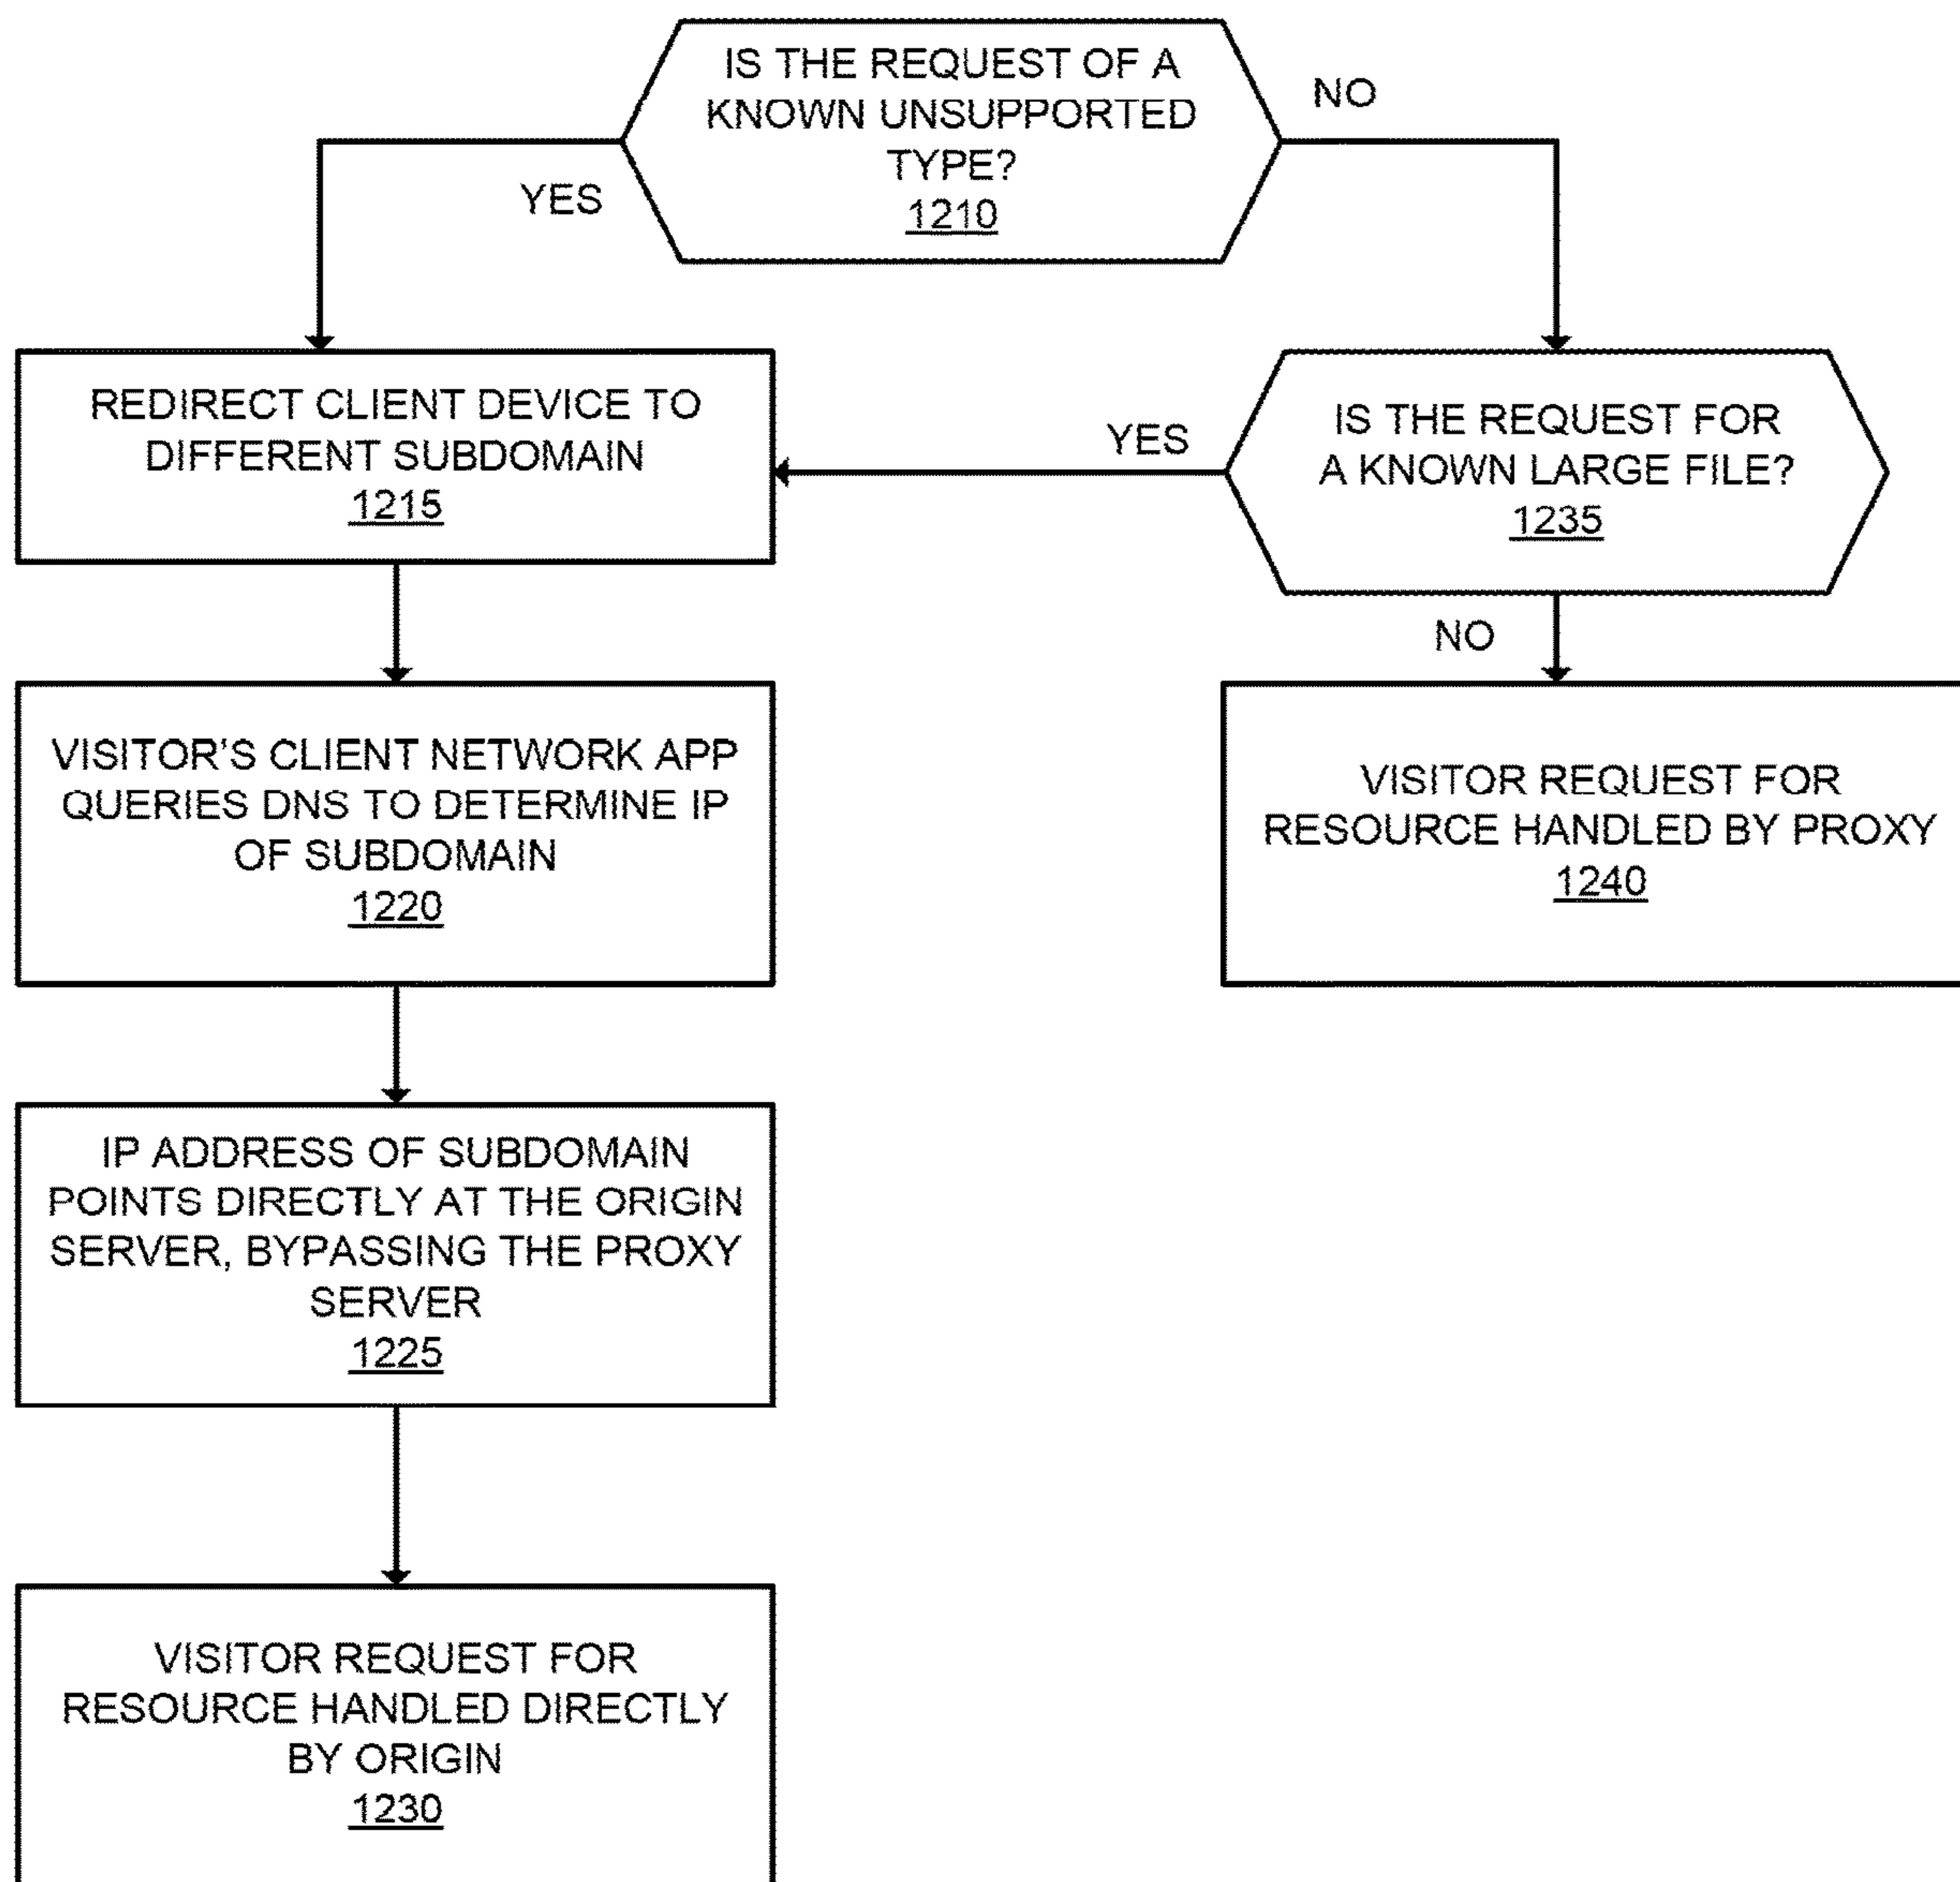 IS THE REQUEST OF A
KNOWN UNSUPPORTED
TYPE?
1210
NO
YES
REDIRECT CLIENT DEVICE TO
DIFFERENT SUBDOMAIN
1215
YES
IS THE REQUEST FOR
A KNOWN LARGE FILE?
1235
NO
VISITOR'S CLIENT NETWORK APP
QUERIES DNS TO DETERMINE IP
OF SUBDOMAIN
1220
VISITOR REQUEST FOR
RESOURCE HANDLED BY PROXY
1240
IP ADDRESS OF SUBDOMAIN
POINTS DIRECTLY AT THE ORIGIN
SERVER, BYPASSING THE PROXY
SERVER
1225
VISITOR REQUEST FOR
RESOURCE HANDLED DIRECTLY
BY ORIGIN
1230